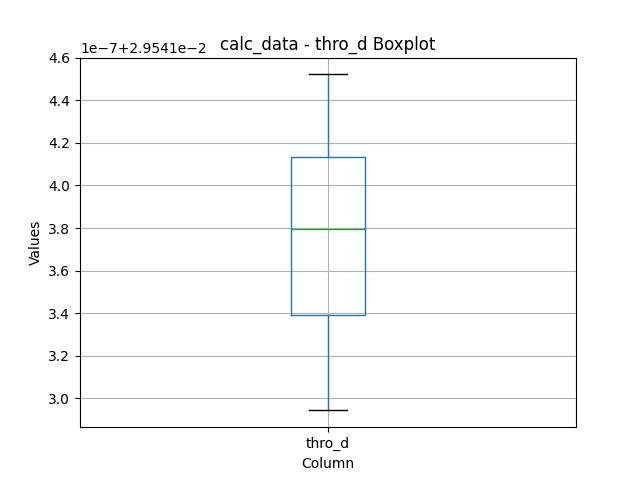 calc_data - thro_d Boxplot
1e−7+2.9541e−2
4.6
4.4
4.2
4.0
3.8
3.6
3.4
3.2
3.0
Values
thro_d
Column